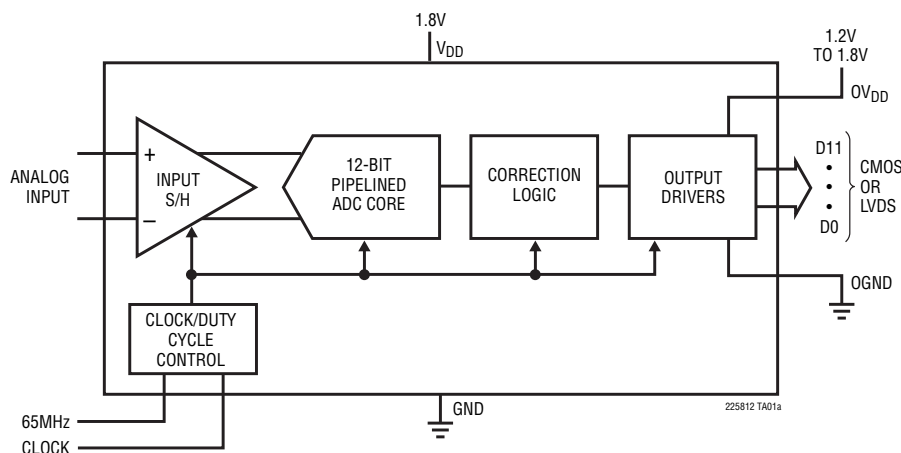 1.8V
VDD
1.2V
TO 1.8V
OVDD
ANALOG
INPUT
+
−
INPUT
S/H
12-BIT
PIPELINED
ADC CORE
CORRECTION
LOGIC
OUTPUT
DRIVERS
D11
•
•
•
D0
CMOS
OR
LVDS
OGND
CLOCK/DUTY
CYCLE
CONTROL
GND
65MHz
CLOCK
225812 TA01a